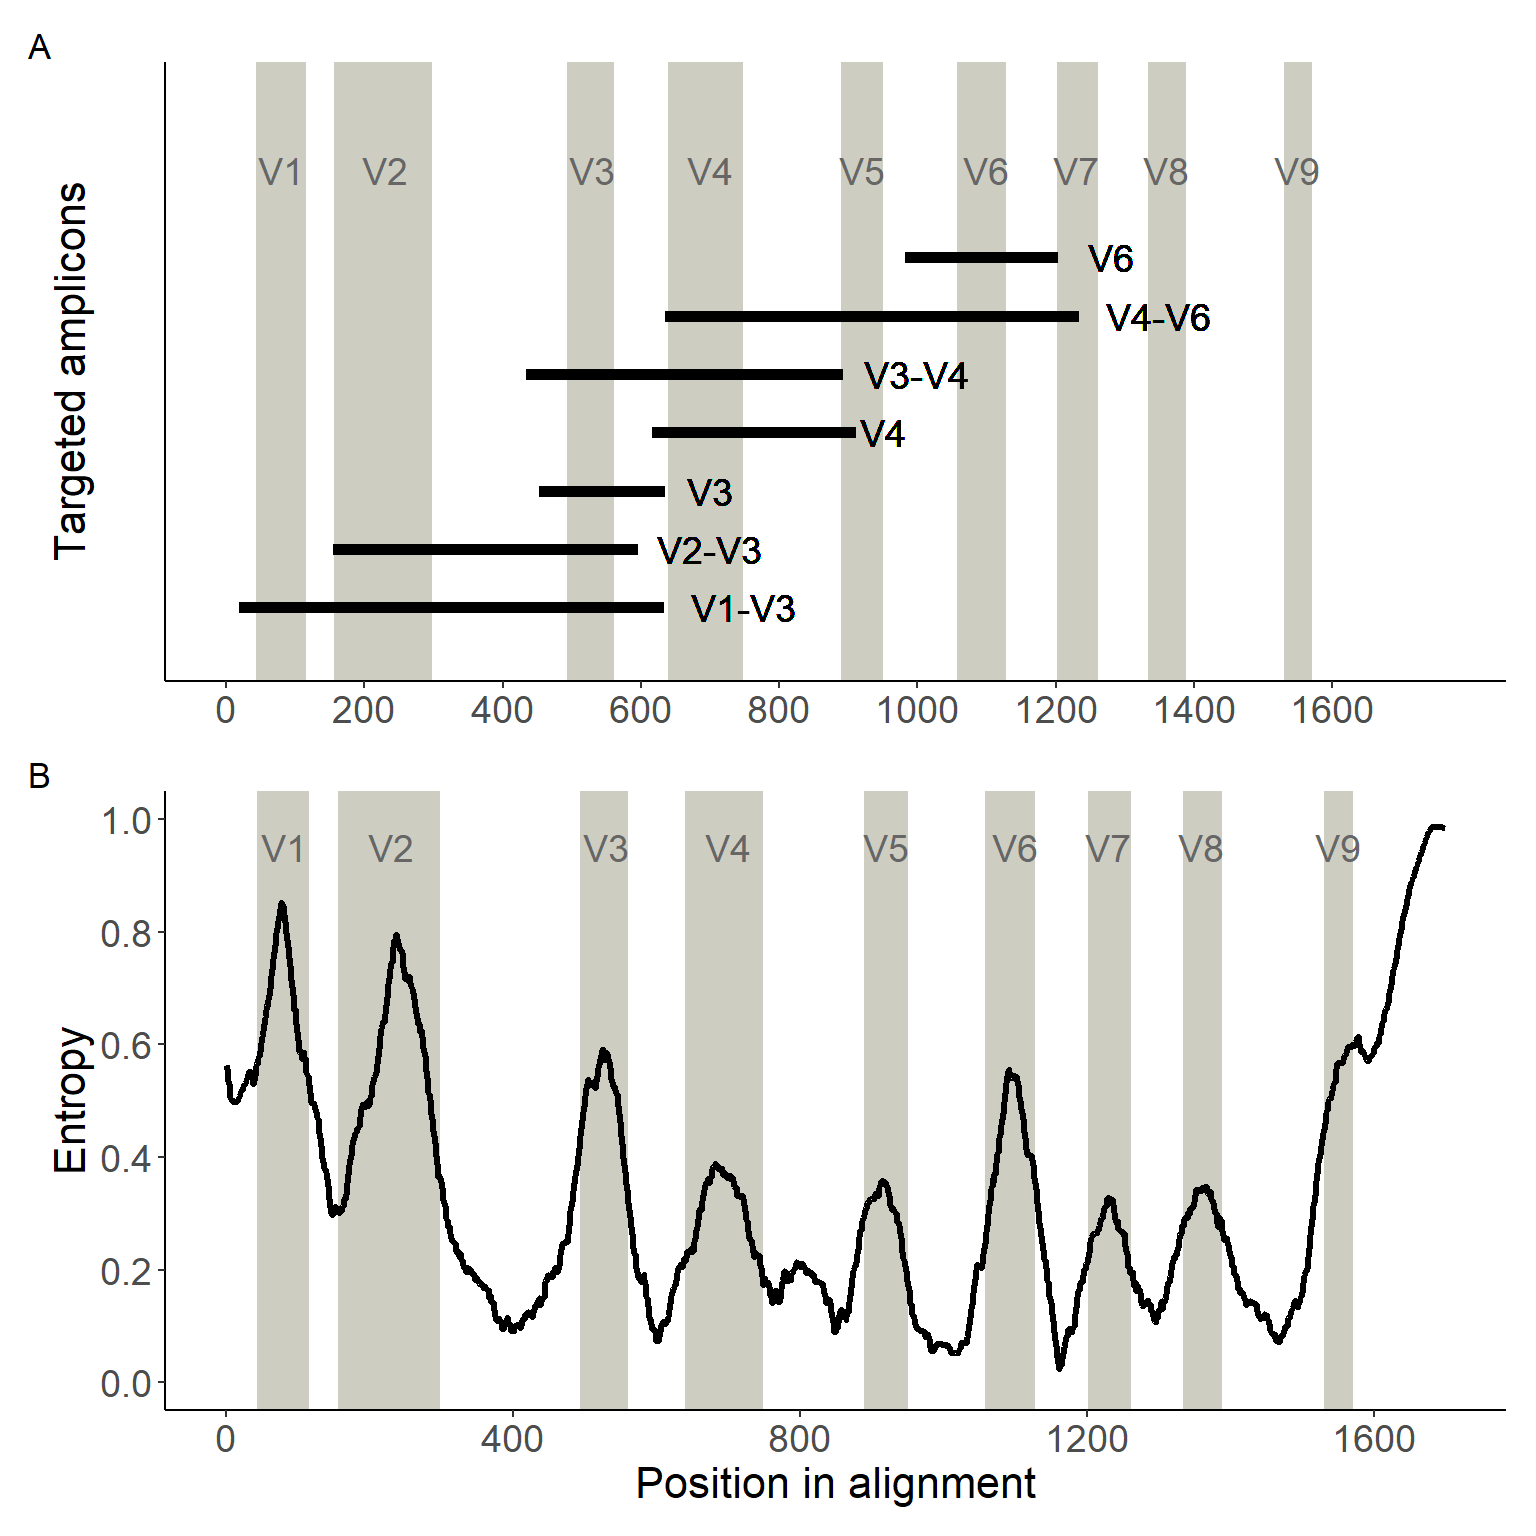 A
Targeted amplicons
V1 V2 V3 V4 V5 V6 V7 V8 V9
V6
V4-V6
V3-V4
V4
V3
V2-V3
V1-V3
0 200 400 600 800 1000 1200 1400 1600
B
Entropy
1.0
0.8
0.6
0.4
0.2
0.0
V1 V2 V3 V4 V5 V6 V7 V8 V9
0 400 800 1200 1600
Position in alignment